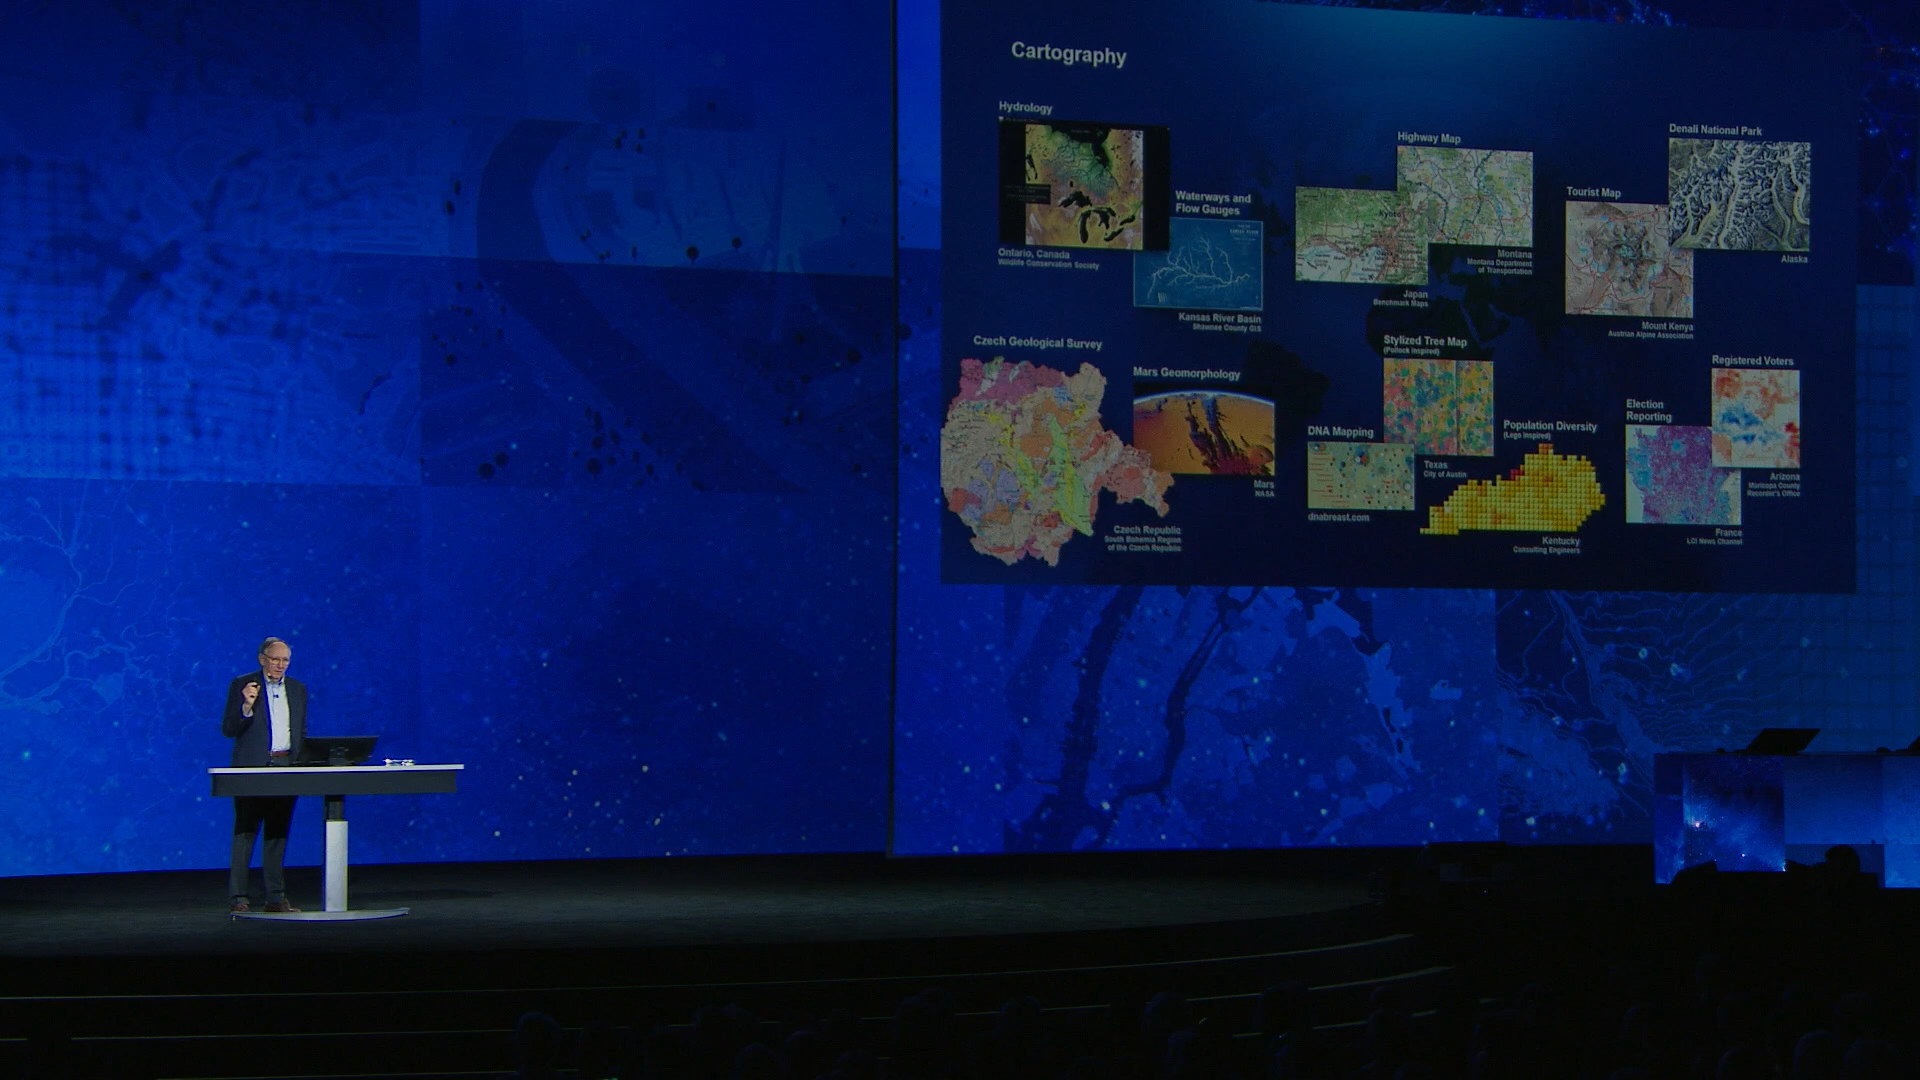 Cartography
Hydrology
Ontario, Canada
Wildlife Conservation Society
Waterways and
Flow Gauges
Kansas River Basin
Shawnee County GIS
Highway Map
Montana
Montana Department
of Transportation
Kyoto
Japan
Benchmark Maps
Denali National Park
Alaska
Tourist Map
Mount Kenya
Austrian Alpine Association
Czech Geological Survey
Czech Republic
South Bohemia Region
of the Czech Republic
Mars Geomorphology
Mars
NASA
Stylized Tree Map
(Pollock Inspired)
Texas
City of Austin
DNA Mapping
dnabreast.com
Population Diversity
(Lego Inspired)
Kentucky
Consulting Engineers
Election
Reporting
France
LCI News Channel
Registered Voters
Arizona
Maricopa County
Recorder's Office